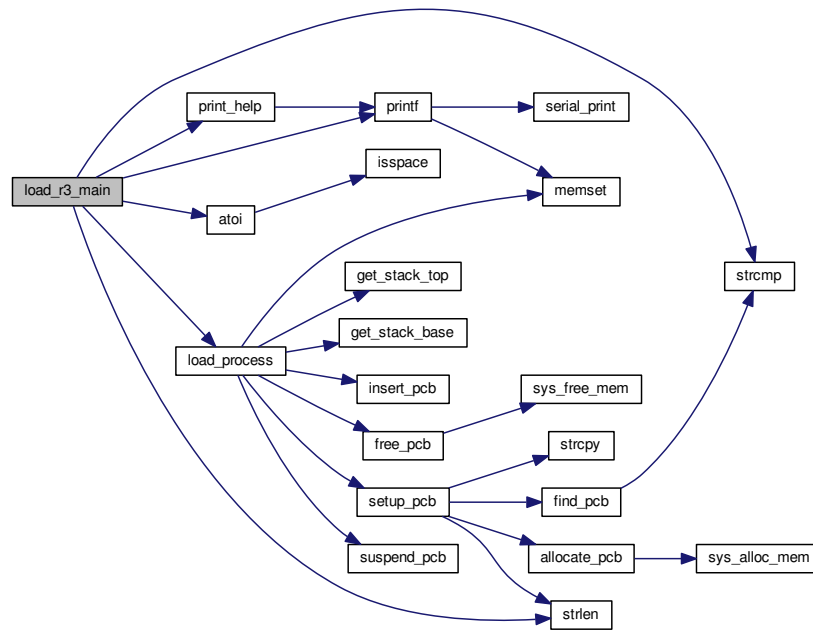 print_help
printf
serial_print
isspace
load_r3_main
memset
atoi
get_stack_top
strcmp
get_stack_base
load_process
insert_pcb
sys_free_mem
free_pcb
strcpy
setup_pcb
find_pcb
suspend_pcb
allocate_pcb
sys_alloc_mem
strlen